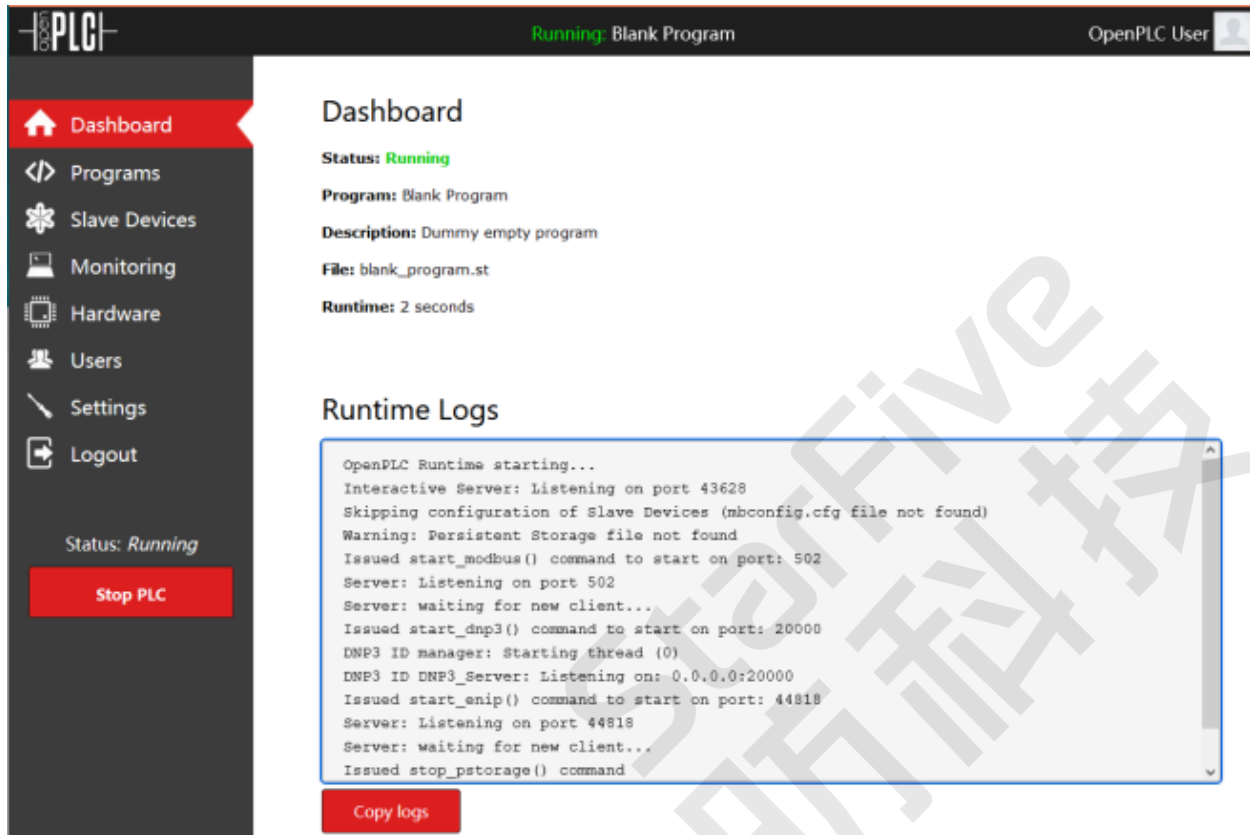 open PLC
Running: Blank Program
OpenPLC User
Dashboard
Programs
Slave Devices
Monitoring
Hardware
Users
Settings
Logout
Status: Running
Stop PLC
Dashboard
Status: Running
Program: Blank Program
Description: Dummy empty program
File: blank_program.st
Runtime: 2 seconds
Runtime Logs
OpenPLC Runtime starting...
Interactive Server: Listening on port 43628
Skipping configuration of Slave Devices (mbconfig.cfg file not found)
Warning: Persistent Storage file not found
Issued start_modbus() command to start on port: 502
Server: Listening on port 502
Server: waiting for new client...
Issued start_dnp3() command to start on port: 20000
DNP3 ID manager: Starting thread (0)
DNP3 ID DNP3_Server: Listening on: 0.0.0.0:20000
Issued start_enip() command to start on port: 44818
Server: Listening on port 44818
Server: waiting for new client...
Issued stop_pstorage() command
Copy logs
StarFive
昉科技